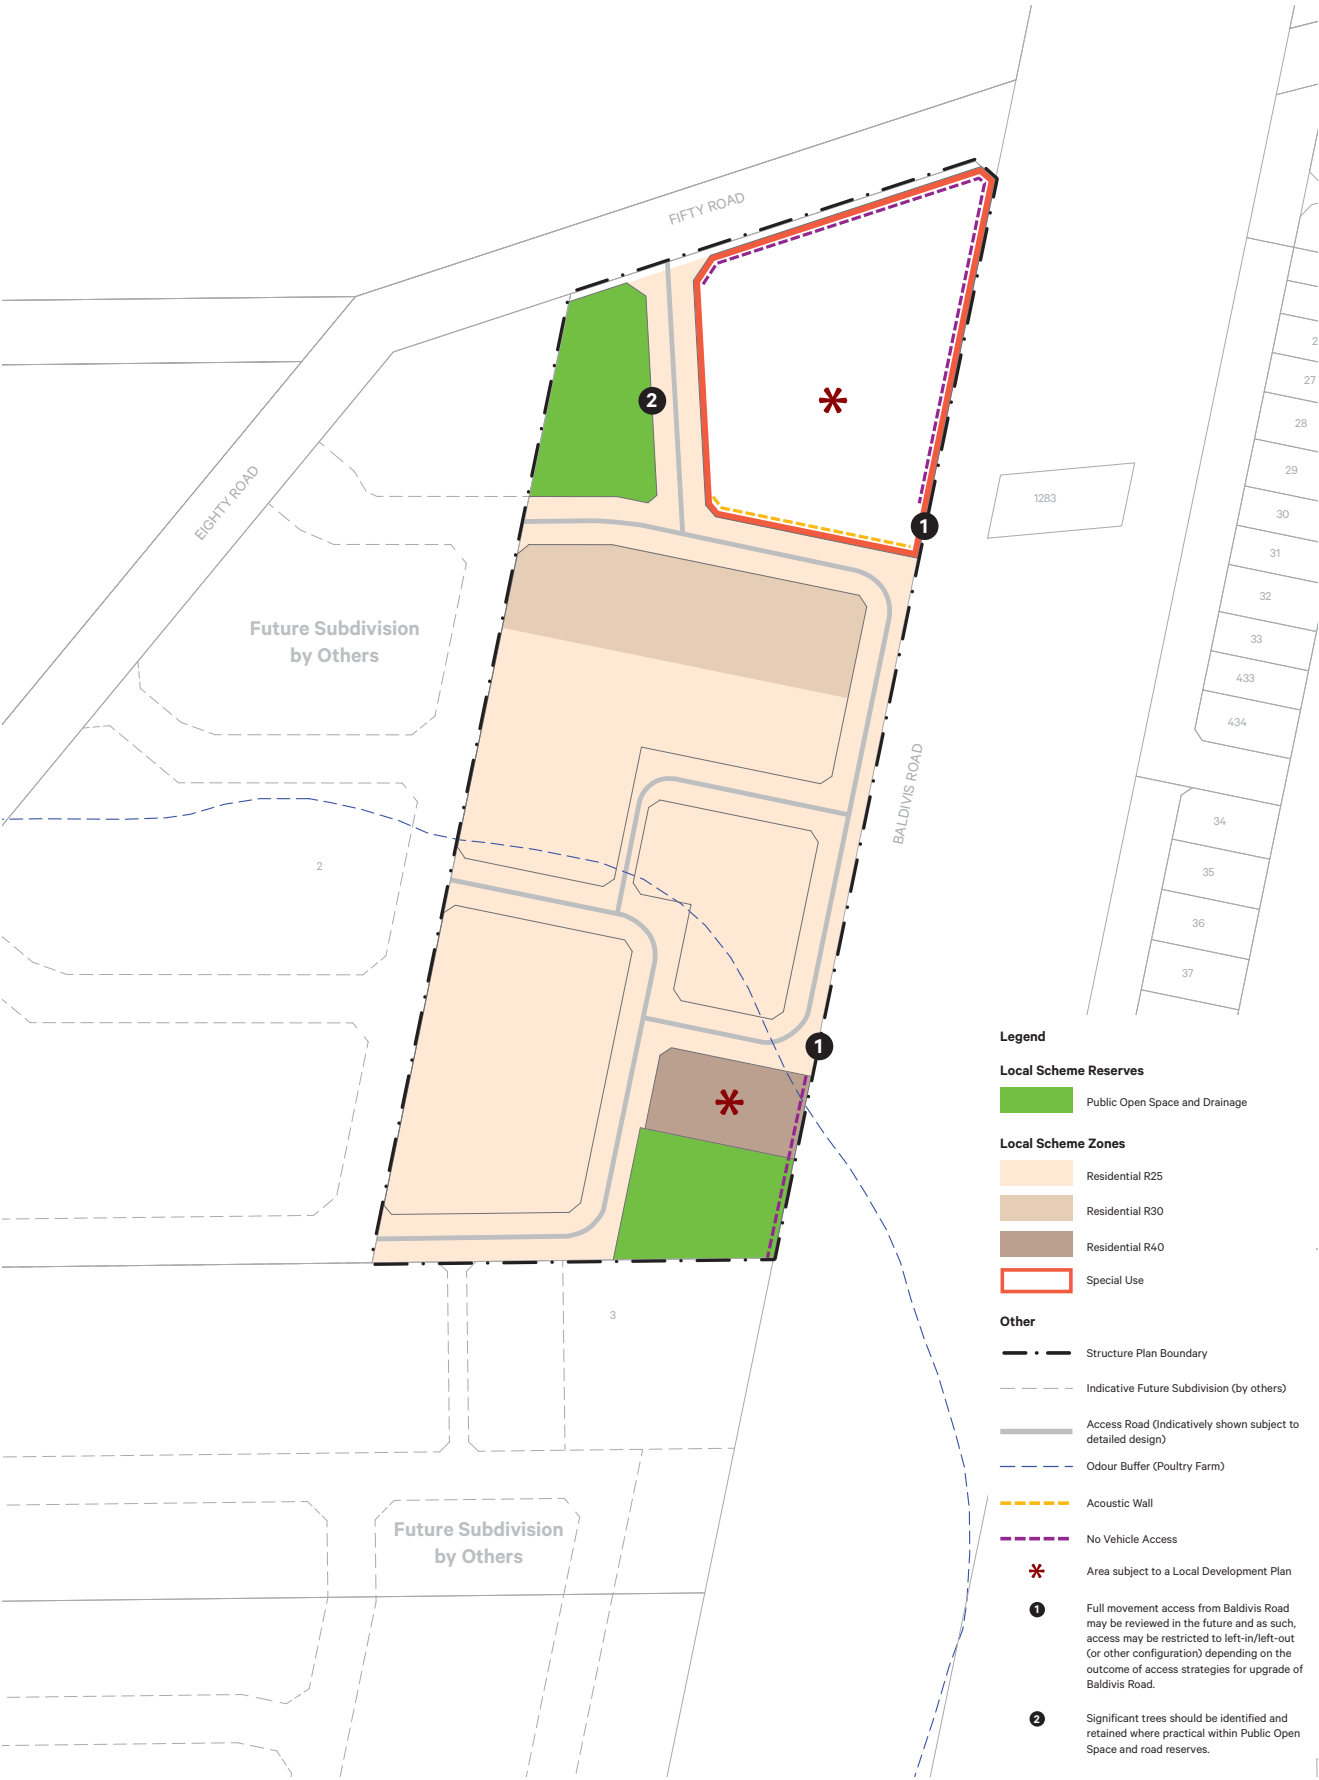 FIFTY ROAD
2
EIGHTY ROAD
1283
1
2
27
28
29
30
31
32
33
433
434
Future Subdivision
by Others
BALDIVIS ROAD
2
34
35
36
37
1
3
Future Subdivision
by Others
Legend
Local Scheme Reserves
Public Open Space and Drainage
Local Scheme Zones
Residential R25
Residential R30
Residential R40
Special Use
Other
Structure Plan Boundary
Indicative Future Subdivision (by others)
Access Road (Indicatively shown subject to
detailed design)
Odour Buffer (Poultry Farm)
Acoustic Wall
No Vehicle Access
Area subject to a Local Development Plan
1
Full movement access from Baldivis Road
may be reviewed in the future and as such,
access may be restricted to left-in/left-out
(or other configuration) depending on the
outcome of access strategies for upgrade of
Baldivis Road.
2
Significant trees should be identified and
retained where practical within Public Open
Space and road reserves.